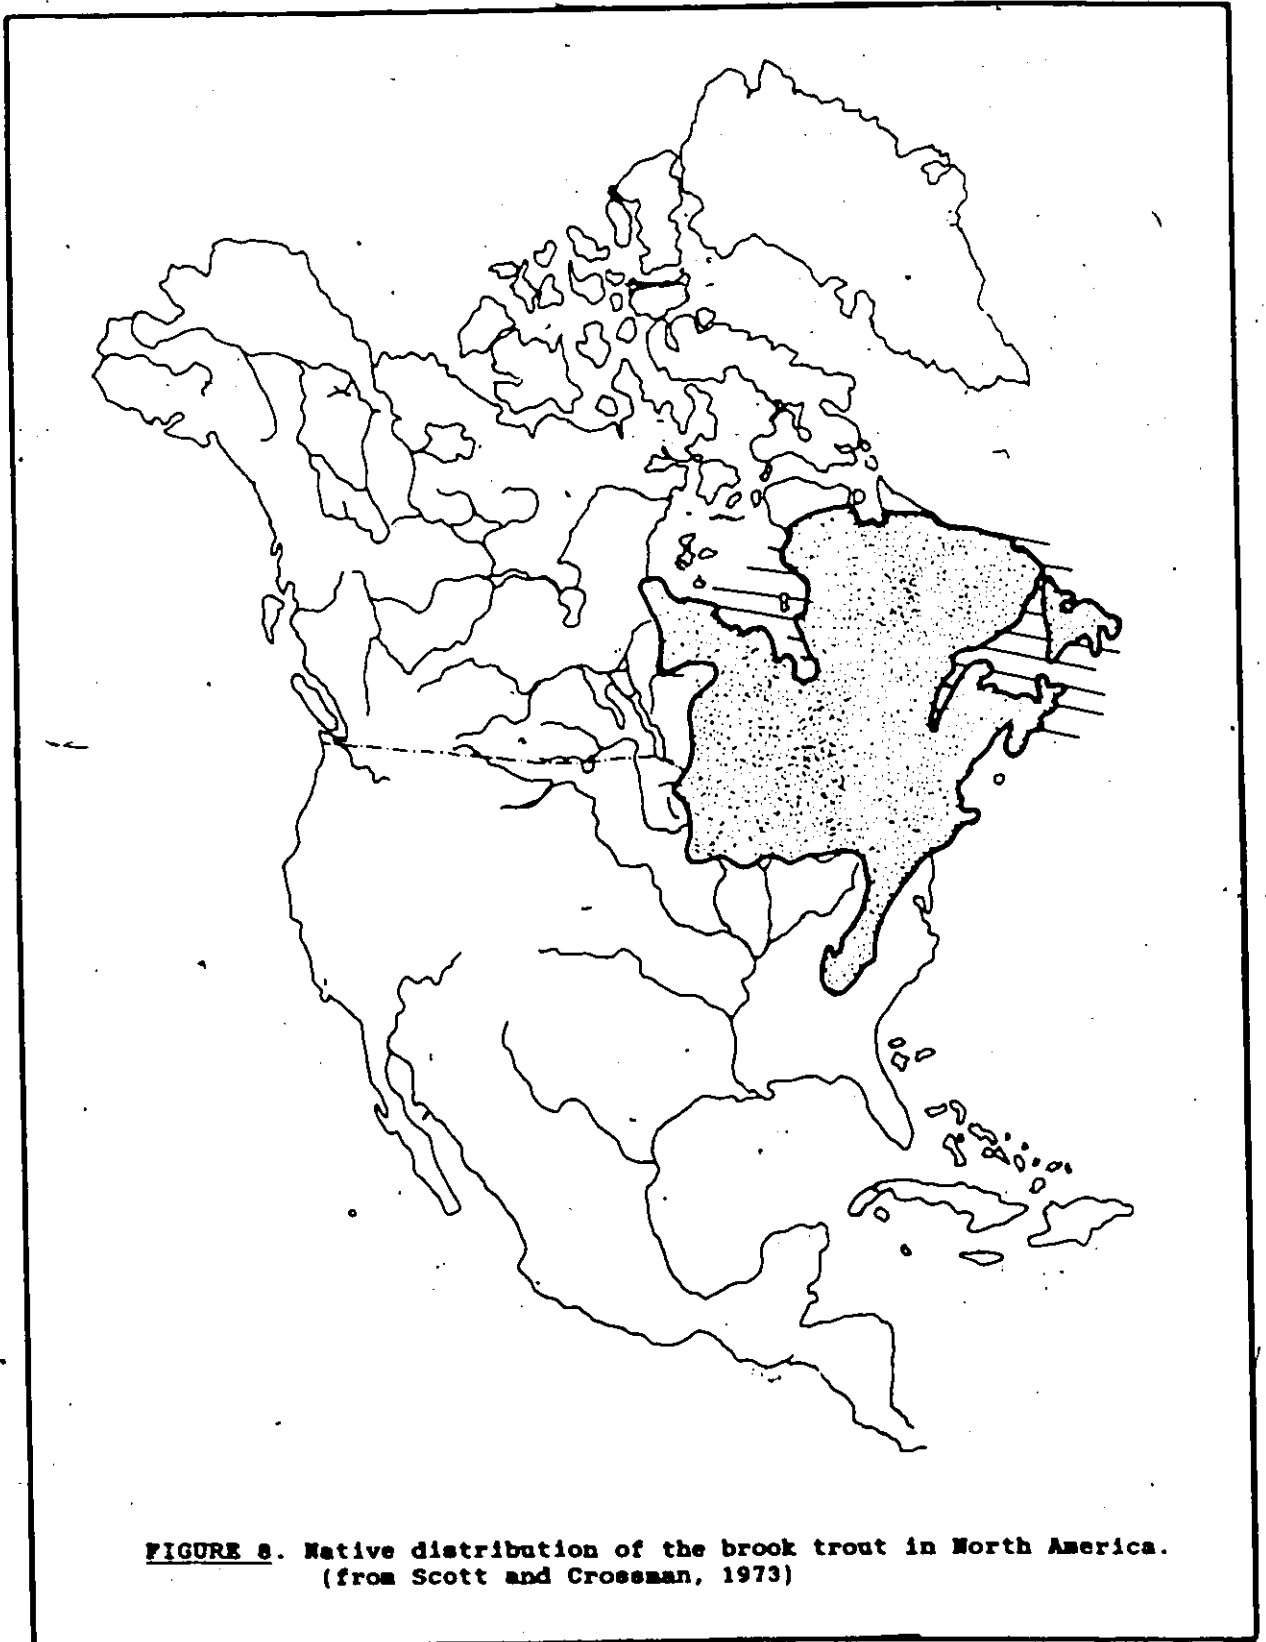 FIGURE 8. Native distribution of the brook trout in North America.
(from Scott and Crossman, 1973)